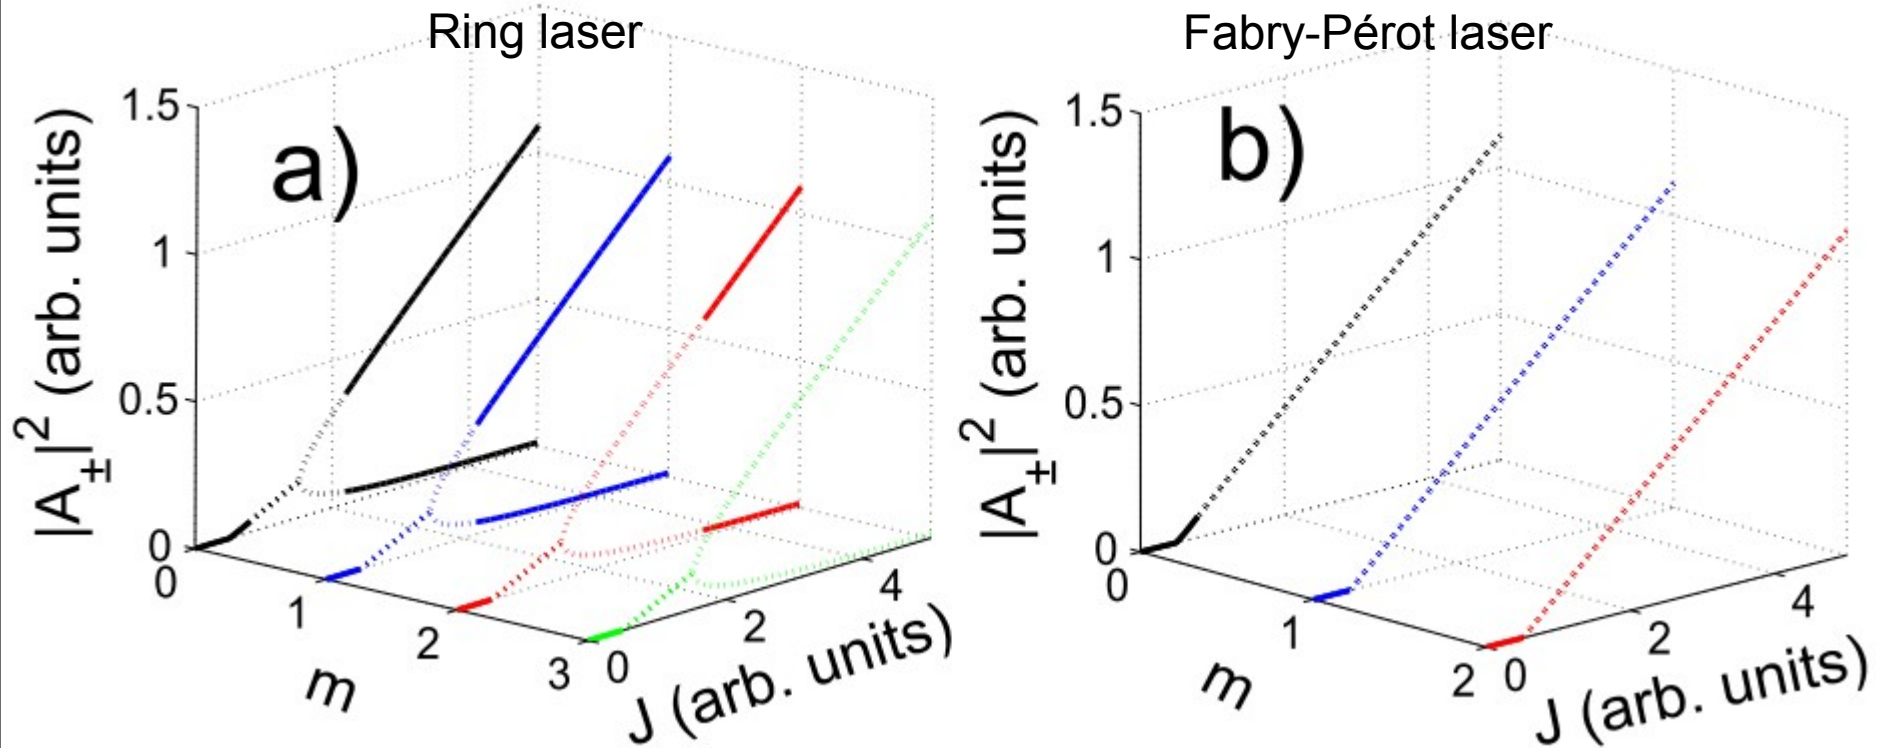 Ring laser
a)
1.5
1
0.5
0
|A±|² (arb. units)
0
1
2
3
m
0
2
4
J (arb. units)
Fabry-Pérot laser
b)
1.5
1
0.5
0
|A±|² (arb. units)
0
1
2
m
0
2
4
J (arb. units)